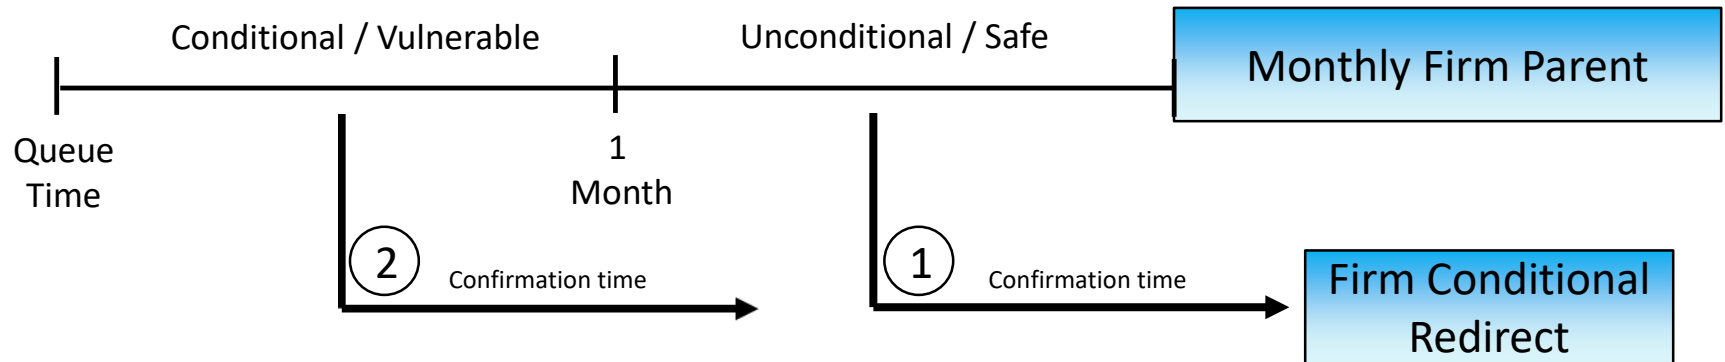 Conditional / Vulnerable
Unconditional / Safe
Monthly Firm Parent
Queue
Time
1
Month
2
Confirmation time
1
Confirmation time
Firm Conditional
Redirect